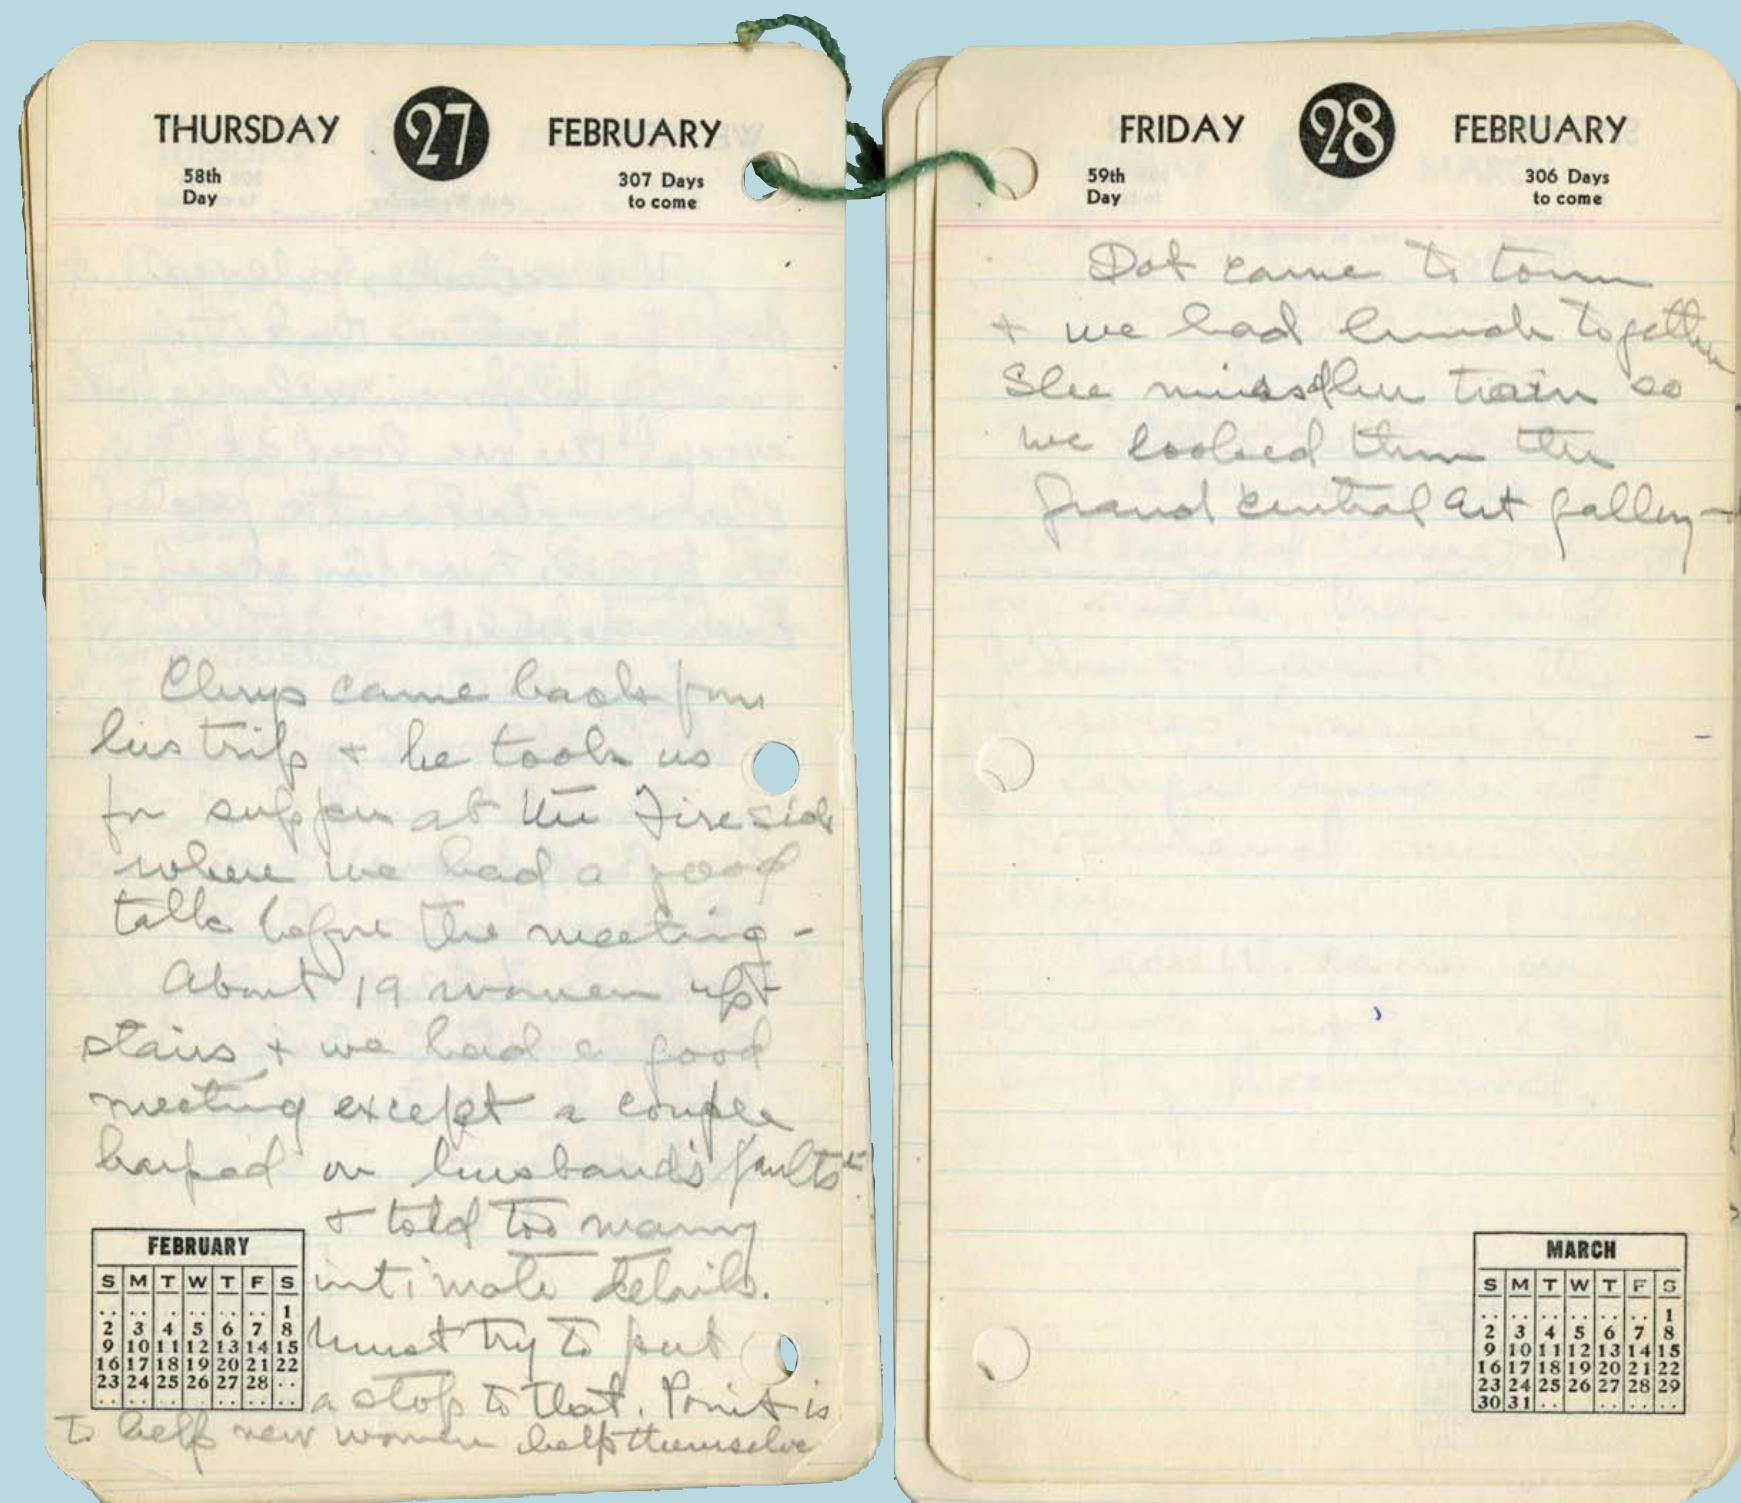 THURSDAY 27 FEBRUARY
58th
Day
307 Days
to come
Chrys came back from
his trip + he took us
for supper at the Fireside
where we had a good
talk before the meeting -
About 19 women up-
stairs + we had a good
meeting except a couple
harped on husband's faults
+ told too many
intimate details.
Must try to put
a stop to that. Point is
to help new women help themselve
FEBRUARY
S M T W T F S
.. .. .. .. .. .. 1
2 3 4 5 6 7 8
9 10 11 12 13 14 15
16 17 18 19 20 21 22
23 24 25 26 27 28 ..
.. .. .. .. .. .. ..
FRIDAY 28 FEBRUARY
59th
Day
306 Days
to come
Dot came to town
+ we had lunch together
She missed her train so
we looked thru the
Grand Central Art Gallery -
MARCH
S M T W T F S
.. .. .. .. .. .. 1
2 3 4 5 6 7 8
9 10 11 12 13 14 15
16 17 18 19 20 21 22
23 24 25 26 27 28 29
30 31 .. .. .. .. ..